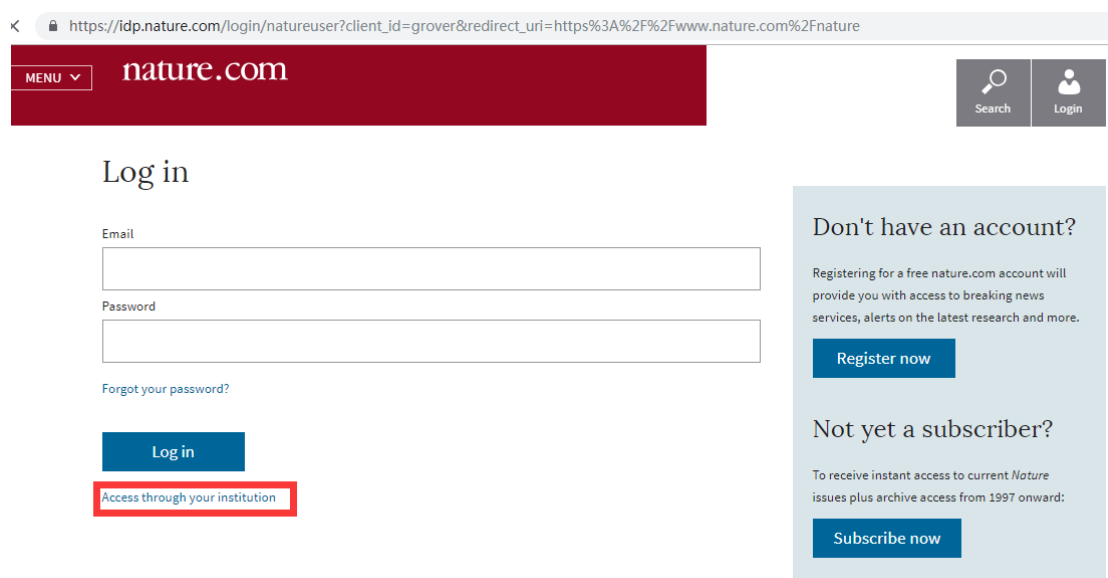 https://idp.nature.com/login/natureuser?client_id=grover&redirect_uri=https%3A%2F%2Fwww.nature.com%2Fnature
MENU
nature.com
Search
Login
Log in
Email
Password
Forgot your password?
Log in
Access through your institution
Don't have an account?
Registering for a free nature.com account will
provide you with access to breaking news
services, alerts on the latest research and more.
Register now
Not yet a subscriber?
To receive instant access to current Nature
issues plus archive access from 1997 onward:
Subscribe now